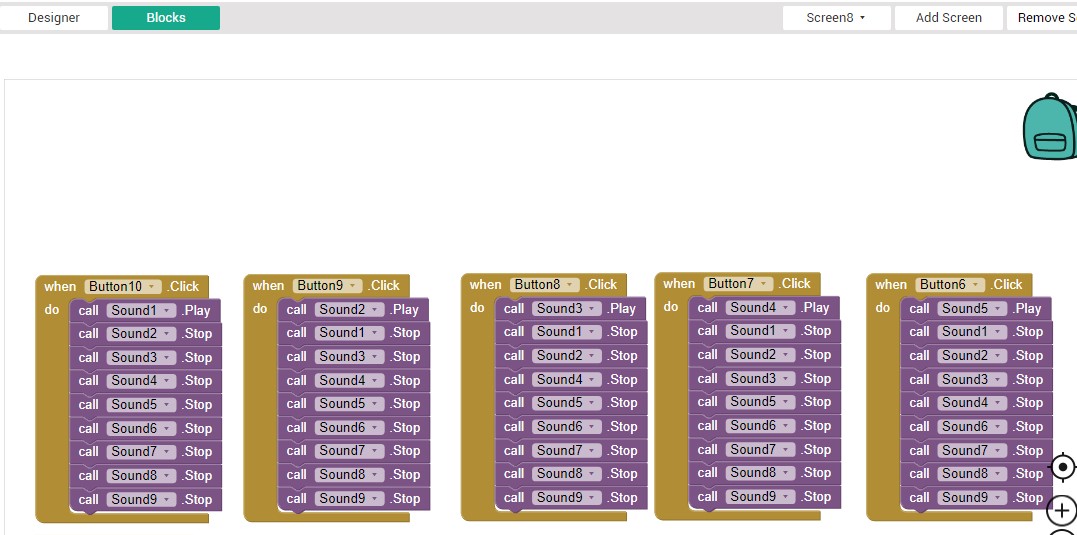 Designer Blocks Screen8 Add Screen Remove S
when Button10 .Click
do call Sound1 .Play
call Sound2 .Stop
call Sound3 .Stop
call Sound4 .Stop
call Sound5 .Stop
call Sound6 .Stop
call Sound7 .Stop
call Sound8 .Stop
call Sound9 .Stop
when Button9 .Click
do call Sound2 .Play
call Sound1 .Stop
call Sound3 .Stop
call Sound4 .Stop
call Sound5 .Stop
call Sound6 .Stop
call Sound7 .Stop
call Sound8 .Stop
call Sound9 .Stop
when Button8 .Click
do call Sound3 .Play
call Sound1 .Stop
call Sound2 .Stop
call Sound4 .Stop
call Sound5 .Stop
call Sound6 .Stop
call Sound7 .Stop
call Sound8 .Stop
call Sound9 .Stop
when Button7 .Click
do call Sound4 .Play
call Sound1 .Stop
call Sound2 .Stop
call Sound3 .Stop
call Sound5 .Stop
call Sound6 .Stop
call Sound7 .Stop
call Sound8 .Stop
call Sound9 .Stop
when Button6 .Click
do call Sound5 .Play
call Sound1 .Stop
call Sound2 .Stop
call Sound3 .Stop
call Sound4 .Stop
call Sound6 .Stop
call Sound7 .Stop
call Sound8 .Stop
call Sound9 .Stop